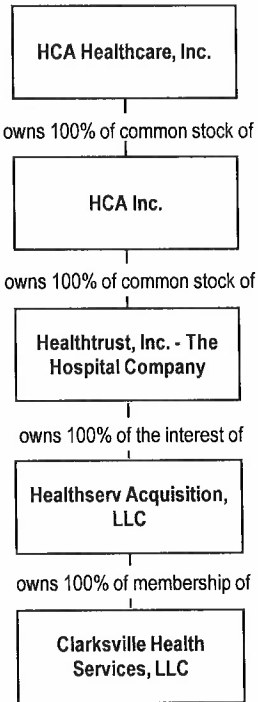 HCA Healthcare, Inc.
owns 100% of common stock of
HCA Inc.
owns 100% of common stock of
Healthtrust, Inc. - The
Hospital Company
owns 100% of the interest of
Healthserv Acquisition,
LLC
owns 100% of membership of
Clarksville Health
Services, LLC